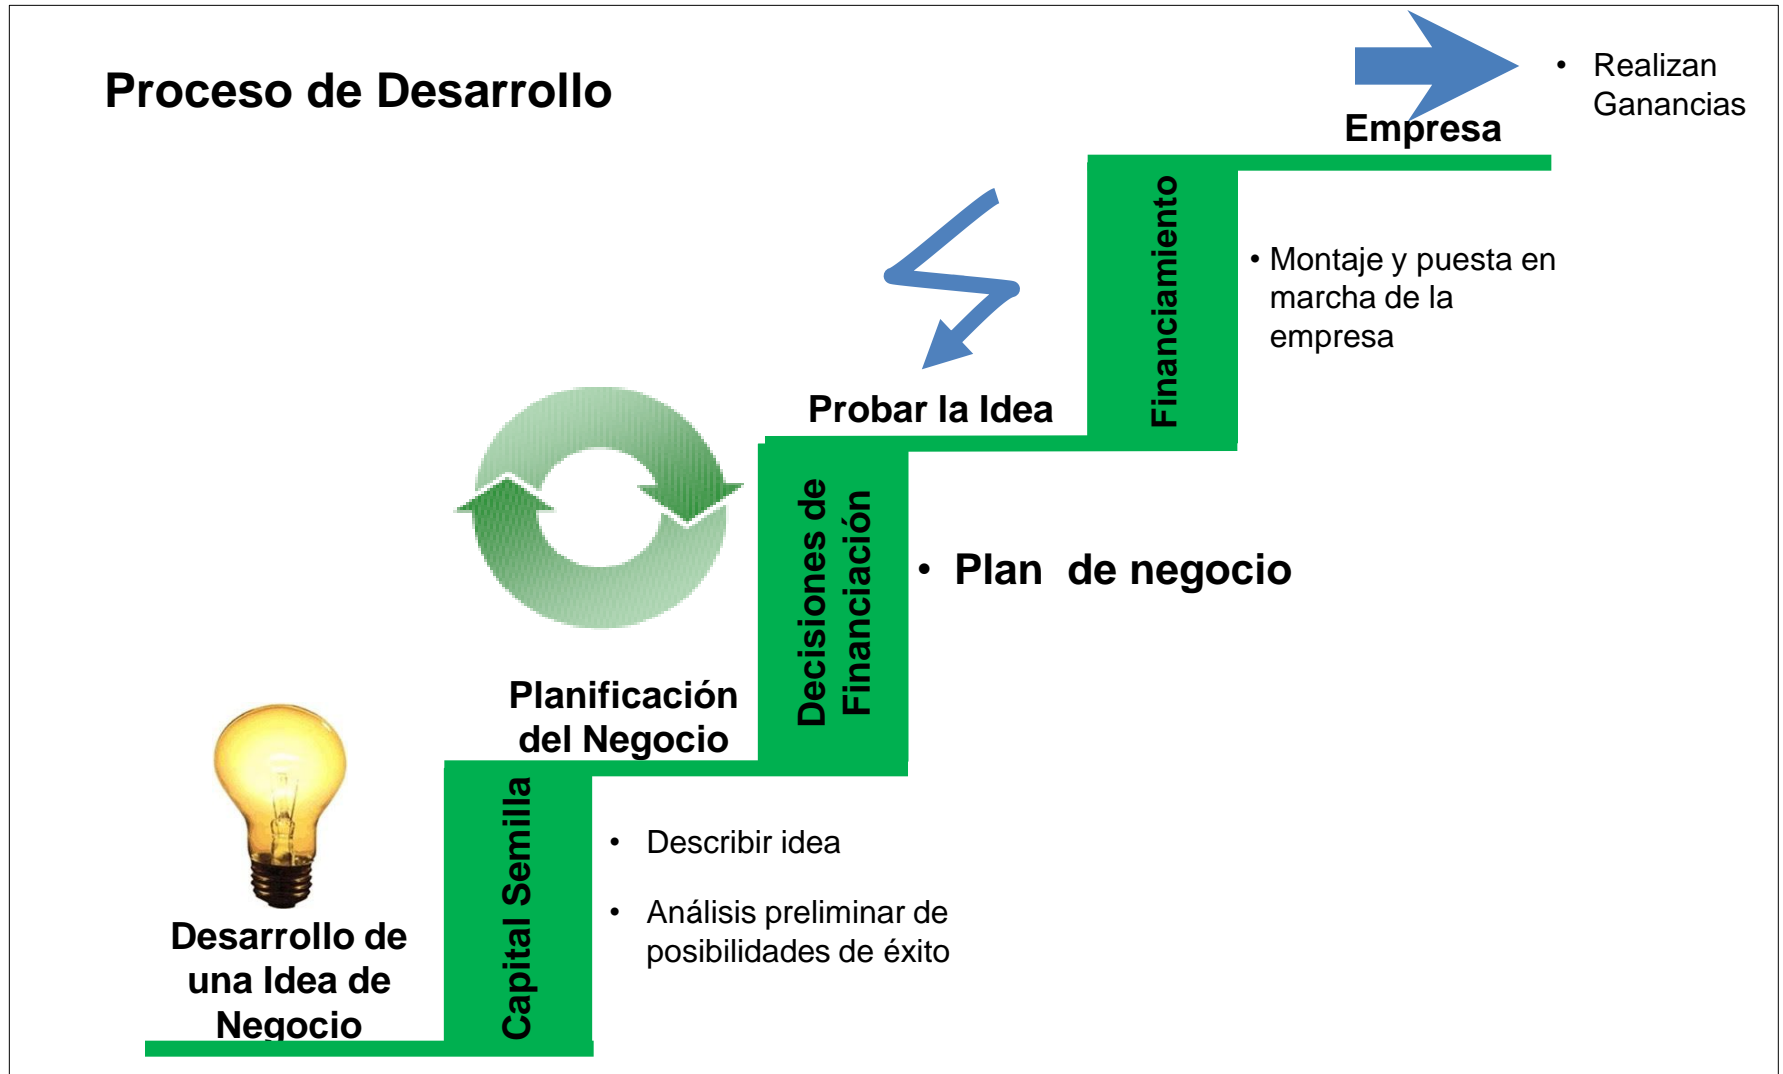 Proceso de Desarrollo
• Realizan
Ganancias
Empresa
Financiamiento
• Montaje y puesta en
marcha de la
empresa
Probar la Idea
Decisiones de
Financiación
• Plan de negocio
Planificación
del Negocio
Capital Semilla
• Describir idea
• Análisis preliminar de
posibilidades de éxito
Desarrollo de
una Idea de
Negocio